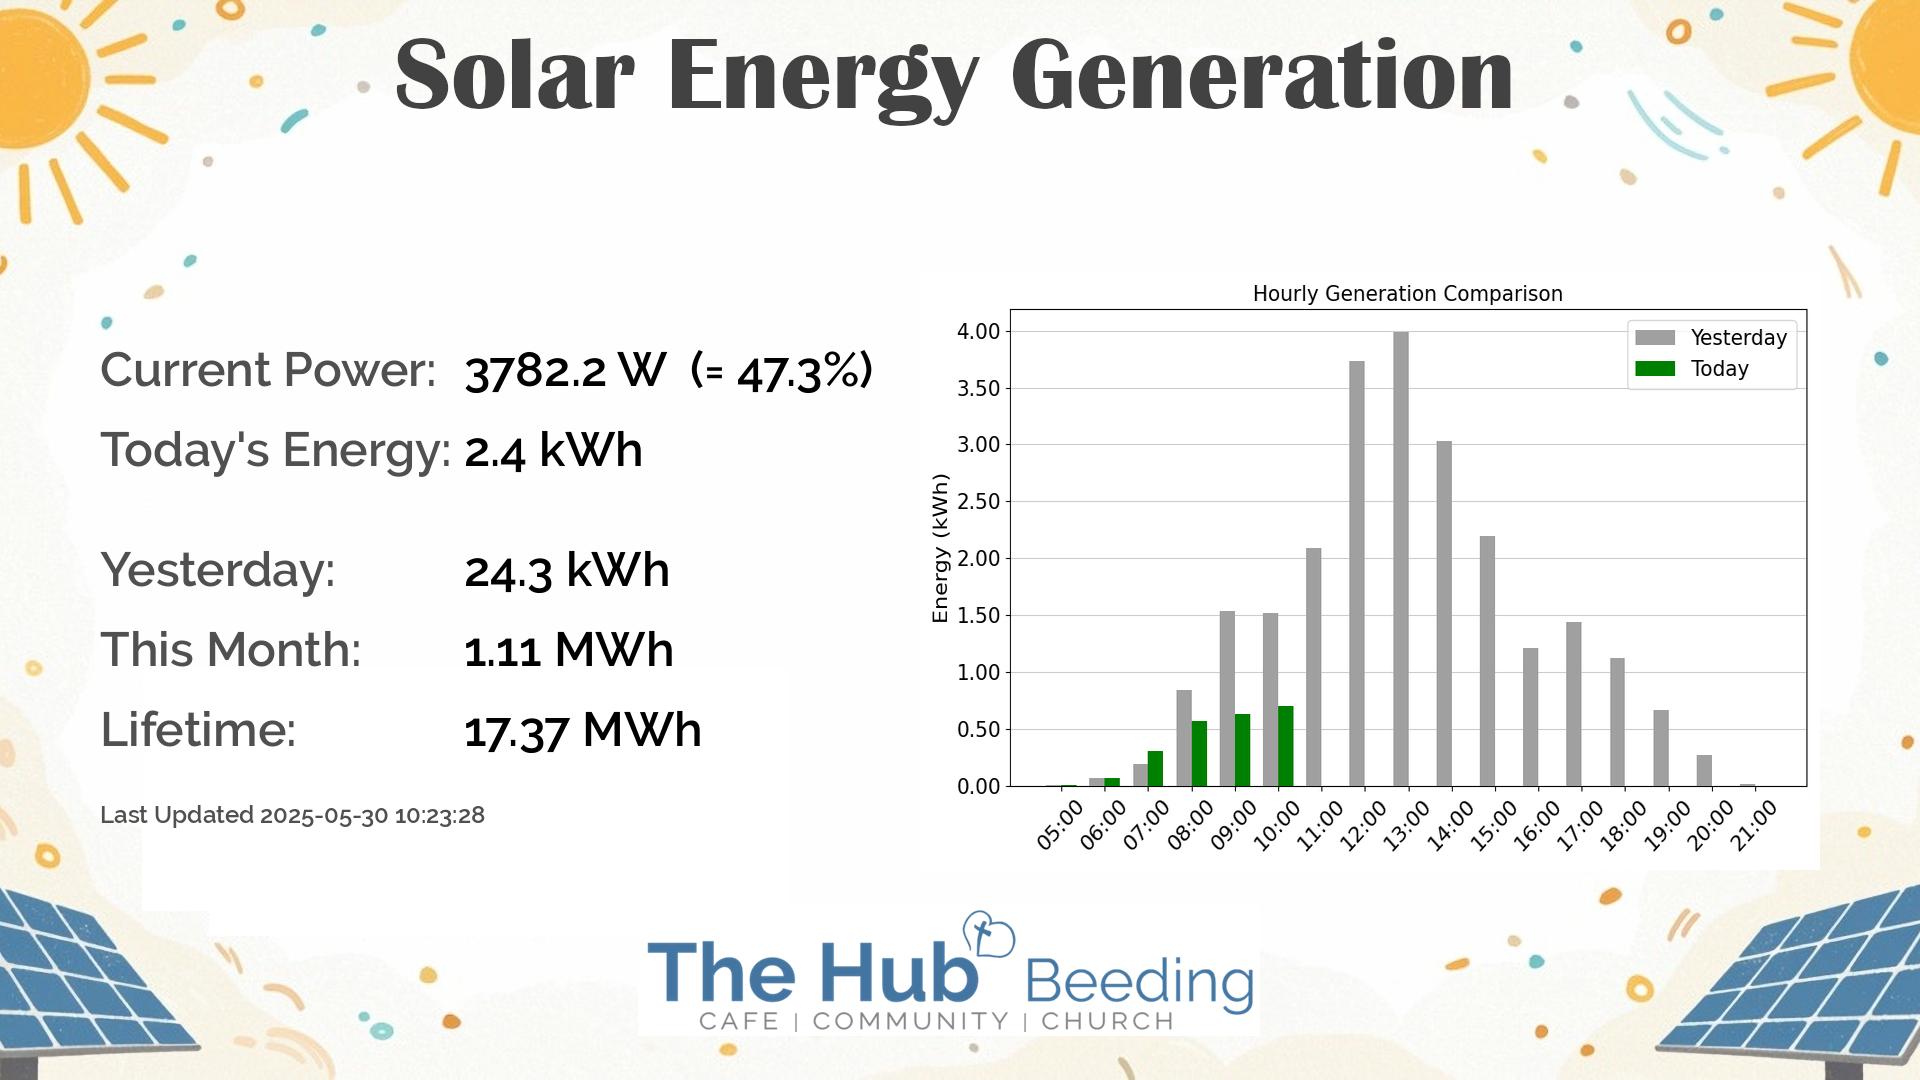 Solar Energy Generation
Current Power: 3782.2 W (= 47.3%)
Today's Energy: 2.4 kWh
Yesterday: 24.3 kWh
This Month: 1.11 MWh
Lifetime: 17.37 MWh
Last Updated 2025-05-30 10:23:28
Hourly Generation Comparison
Yesterday
Today
Energy (kWh)
4.00
3.50
3.00
2.50
2.00
1.50
1.00
0.50
0.00
05:00 06:00 07:00 08:00 09:00 10:00 11:00 12:00 13:00 14:00 15:00 16:00 17:00 18:00 19:00 20:00 21:00
The Hub Beeding
CAFE | COMMUNITY | CHURCH